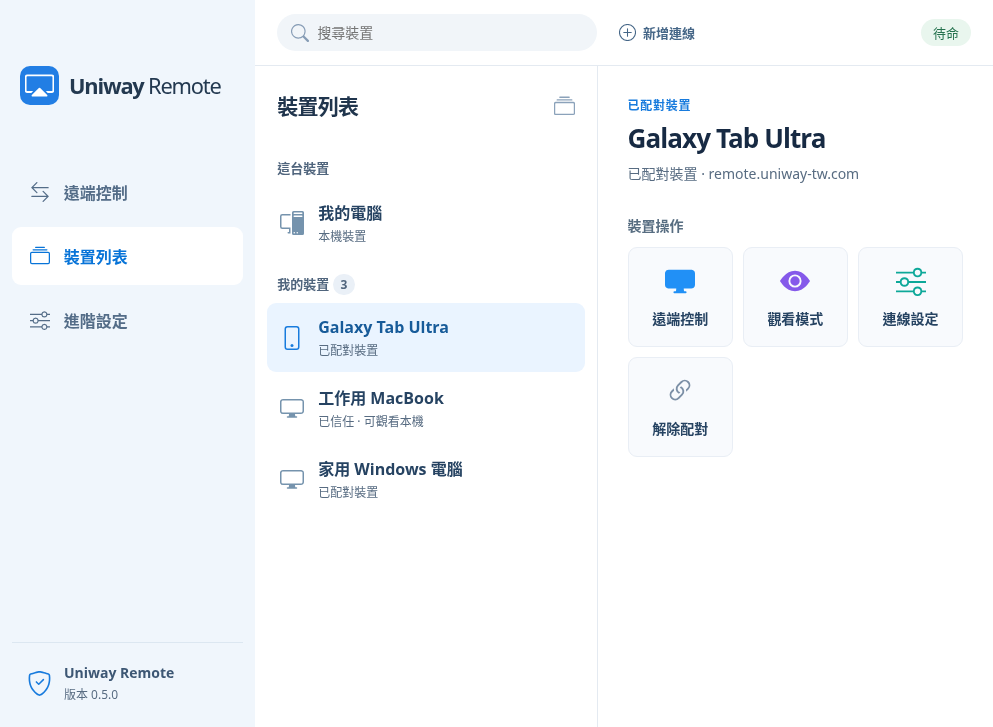 Uniway Remote
遠端控制
裝置列表
進階設定
Uniway Remote
版本 0.5.0
搜尋裝置
新增連線
待命
裝置列表
這台裝置
我的電腦
本機裝置
我的裝置 3
Galaxy Tab Ultra
已配對裝置
工作用 MacBook
已信任 · 可觀看本機
家用 Windows 電腦
已配對裝置
已配對裝置
Galaxy Tab Ultra
已配對裝置 · remote.uniway-tw.com
裝置操作
遠端控制
觀看模式
連線設定
解除配對